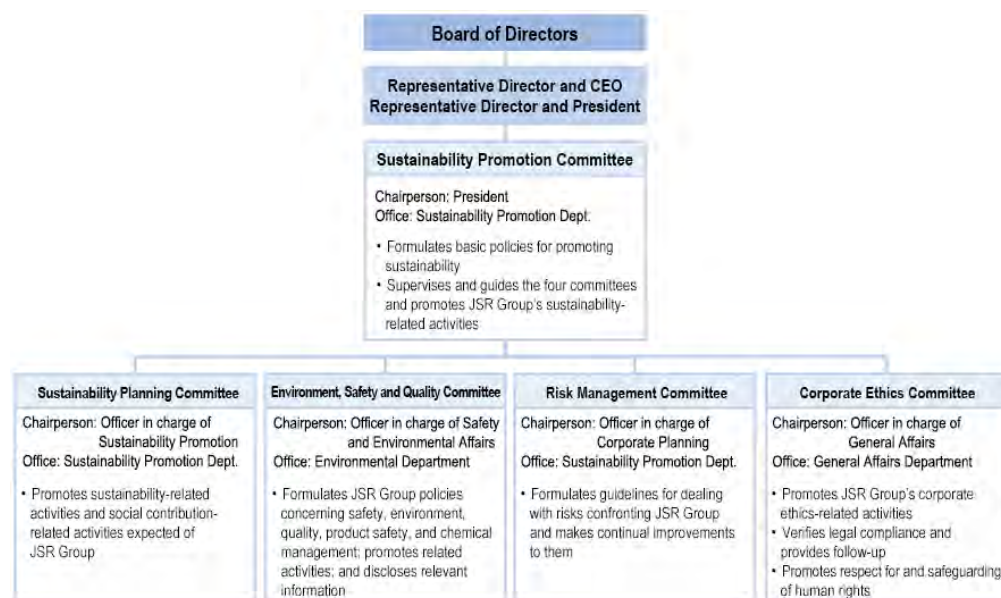 Board of Directors
Representative Director and CEO
Representative Director and President
Sustainability Promotion Committee
Chairperson: President
Office: Sustainability Promotion Dept.
• Formulates basic policies for promoting
sustainability
• Supervises and guides the four committees
and promotes JSR Group's sustainability-
related activities
Sustainability Planning Committee
Chairperson: Officer in charge of
Sustainability Promotion
Office: Sustainability Promotion Dept.
• Promotes sustainability-related
activities and social contribution-
related activities expected of
JSR Group
Environment, Safety and Quality Committee
Chairperson: Officer in charge of Safety
and Environmental Affairs
Office: Environmental Department
• Formulates JSR Group policies
concerning safety, environment,
quality, product safety, and chemical
management; promotes related
activities; and discloses relevant
information
Risk Management Committee
Chairperson: Officer in charge of
Corporate Planning
Office: Sustainability Promotion Dept.
• Formulates guidelines for dealing
with risks confronting JSR Group
and makes continual improvements
to them
Corporate Ethics Committee
Chairperson: Officer in charge of
General Affairs
Office: General Affairs Department
• Promotes JSR Group's corporate
ethics-related activities
• Verifies legal compliance and
provides follow-up
• Promotes respect for and safeguarding
of human rights